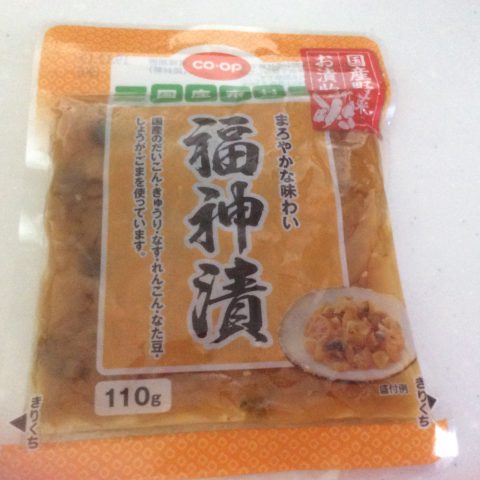 co·op
国産野菜
お漬物
まろやかな味わい
福神漬
国産のだいこん・きゅうり・なす・れんこん・なた豆・
しょうが・ごまを使っています。
110g
盛付例
きりくち
きりくち